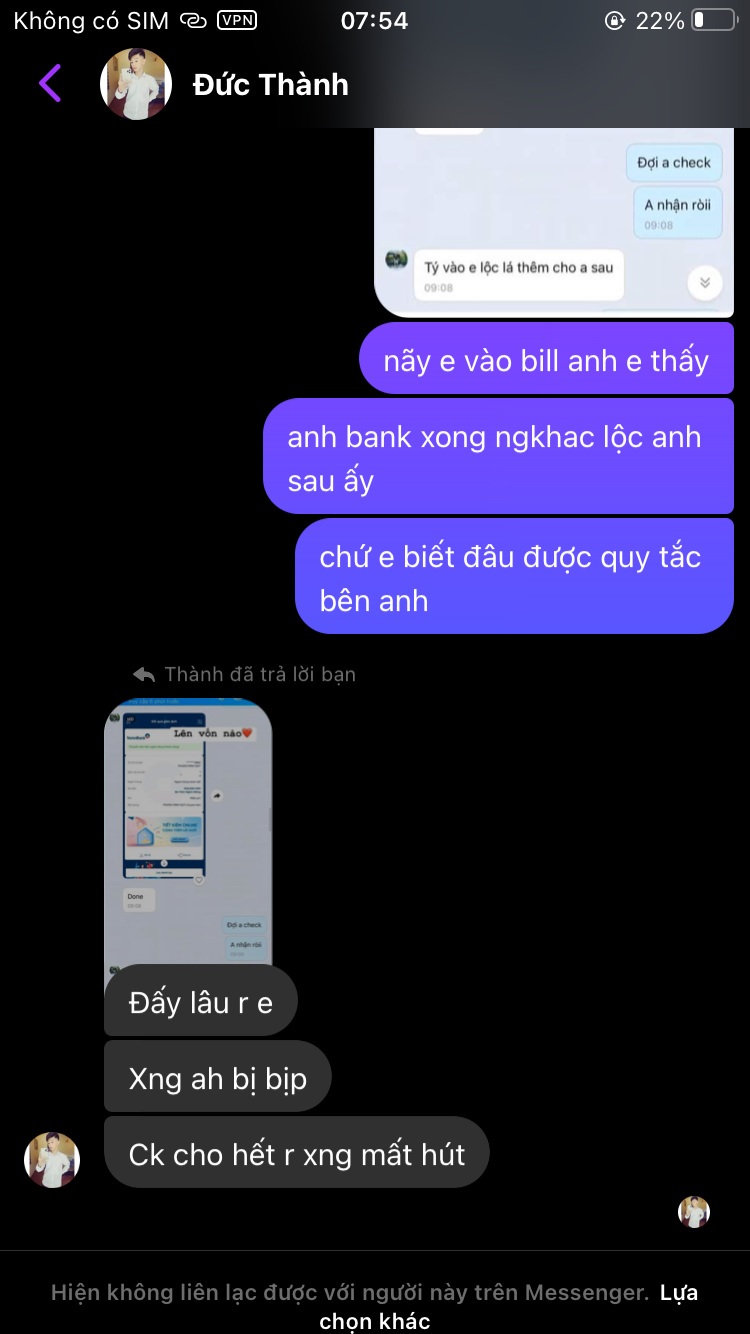 Không có SIM VPN 07:54 22%
Đức Thành
Đợi a check
A nhận ròii
09:08
Tý vào e lộc lá thêm cho a sau
09:08
nãy e vào bill anh e thấy
anh bank xong ngkhac lộc anh
sau ấy
chứ e biết đâu được quy tắc
bên anh
Thành đã trả lời bạn
Lên vốn nào
Done
09:08
Đợi a check
A nhận ròii
Đấy lâu r e
Xng ah bị bịp
Ck cho hết r xng mất hút
Hiện không liên lạc được với người này trên Messenger. Lựa
chọn khác